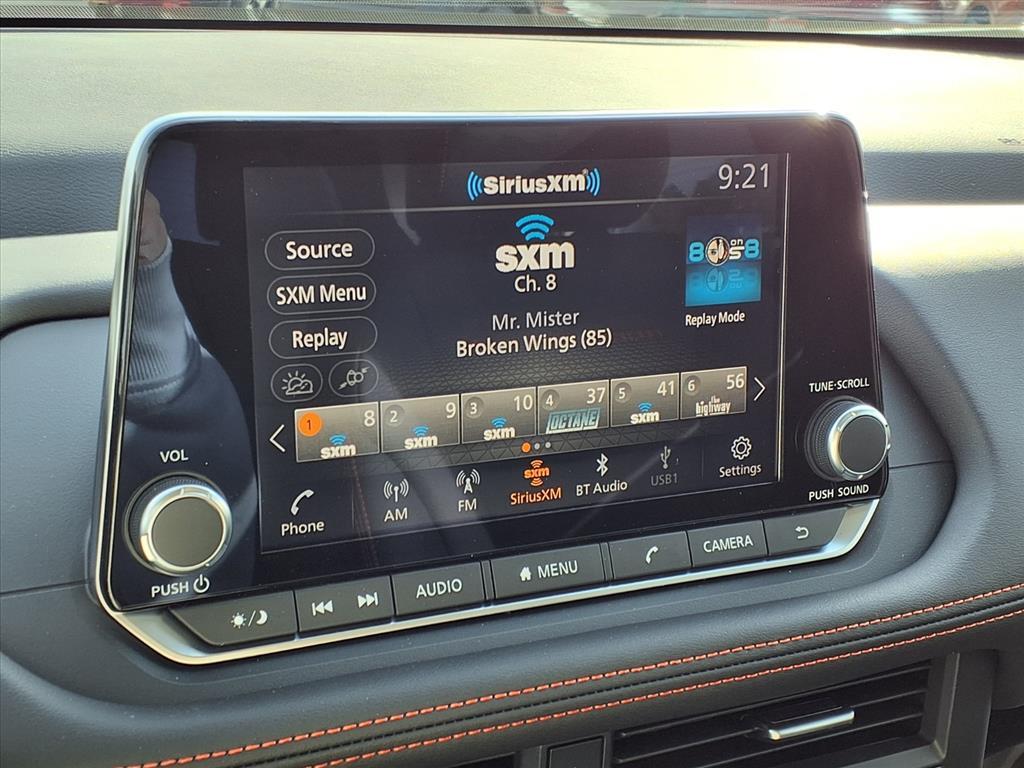 SiriusXM
9:21
Source
SXM Menu
Replay
sxm
Ch. 8
Mr. Mister
Broken Wings (85)
8on8
Replay Mode
1 8 sxm
2 9 sxm
3 10 sxm
4 37 OCTANE
5 41 sxm
6 56 the highway
Phone
AM
FM
sxm
SiriusXM
BT Audio
USB1
Settings
VOL
PUSH
TUNE·SCROLL
PUSH SOUND
AUDIO
MENU
CAMERA